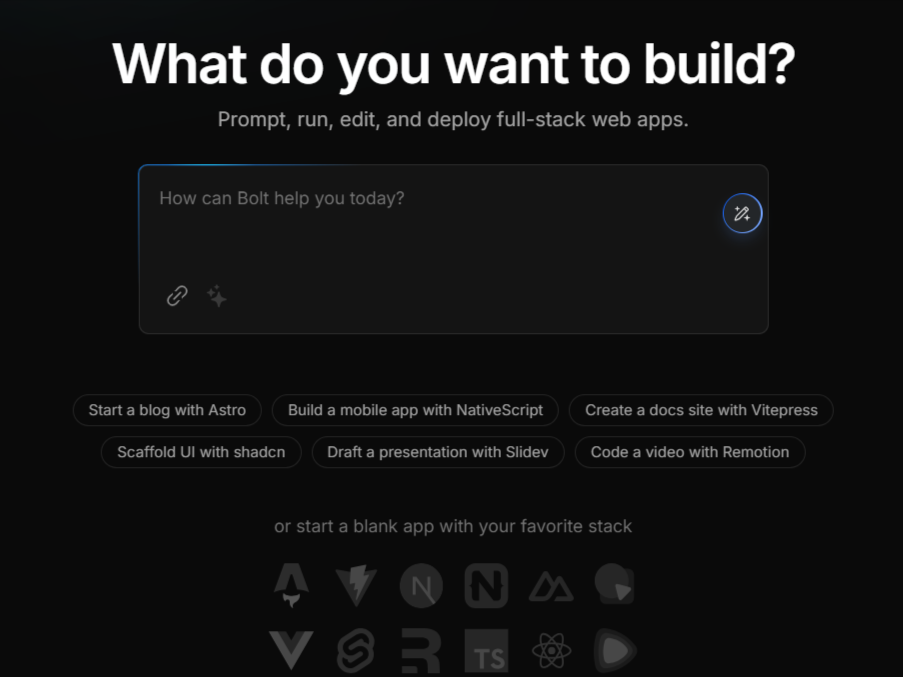 What do you want to build?
Prompt, run, edit, and deploy full-stack web apps.
How can Bolt help you today?
Start a blog with Astro
Build a mobile app with NativeScript
Create a docs site with Vitepress
Scaffold UI with shadcn
Draft a presentation with Slidev
Code a video with Remotion
or start a blank app with your favorite stack
N
N
TS